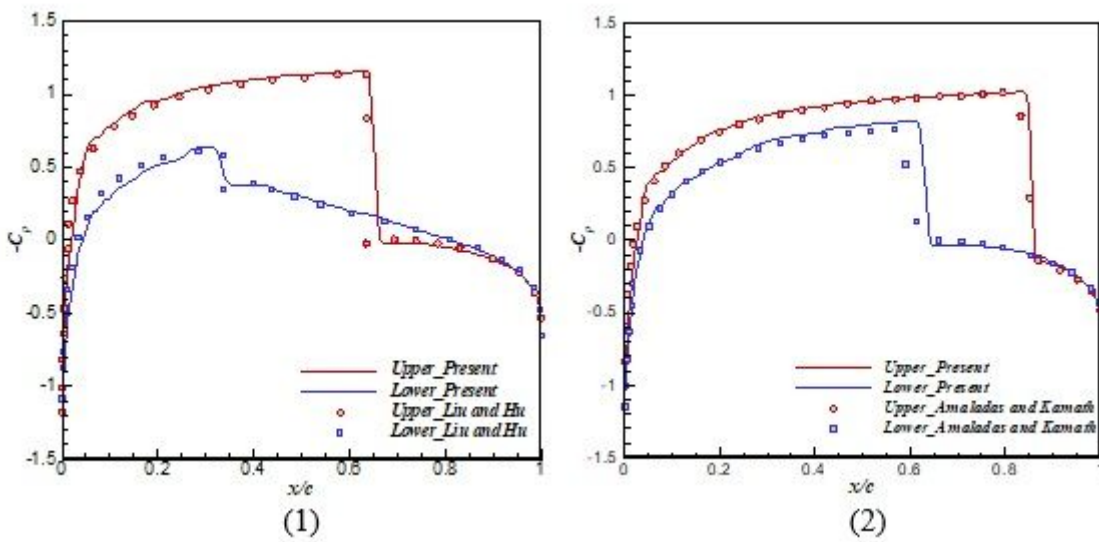 1.5
1
0.5
0
-0.5
-1
-1.5
-Cp
0
0.2
0.4
0.6
0.8
1
x/c
Upper_Present
Lower_Present
Upper_Liu and Hu
Lower_Liu and Hu
(1)
1.5
1
0.5
0
-0.5
-1
-1.5
-Cp
0
0.2
0.4
0.6
0.8
1
x/c
Upper_Present
Lower_Present
Upper_Amaladas and Kamath
Lower_Amaladas and Kamath
(2)